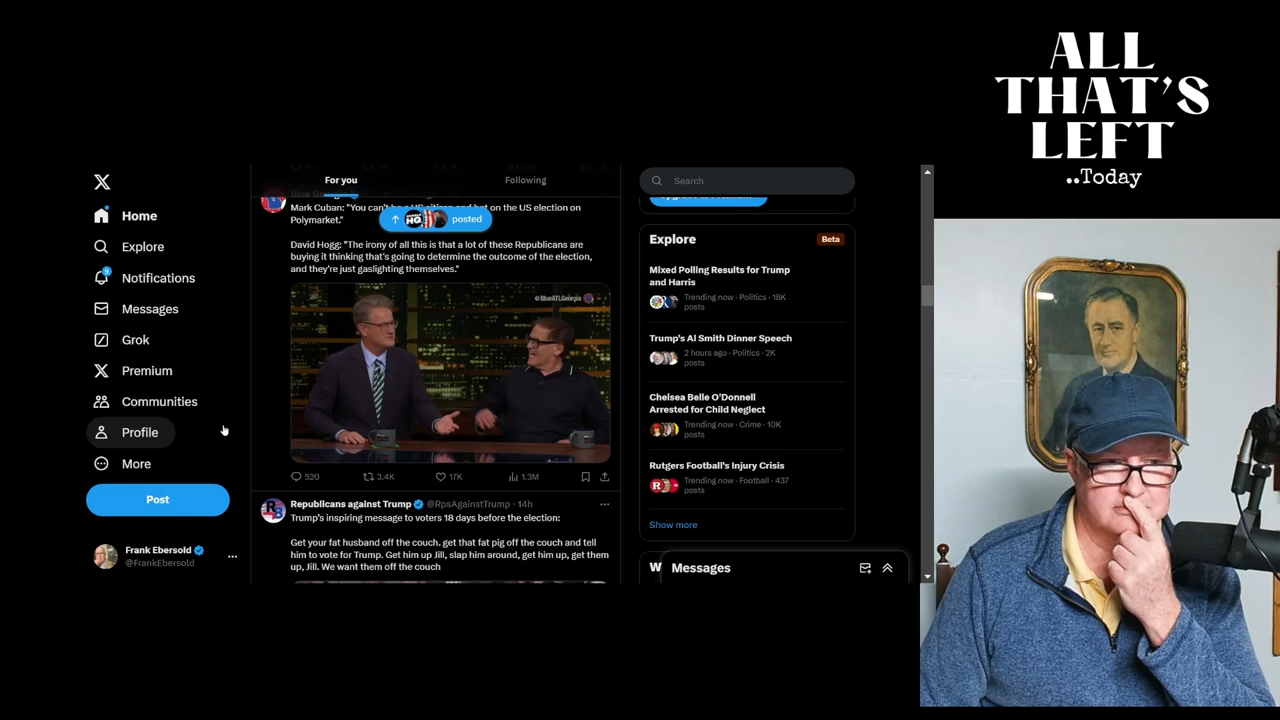 ALL
THAT'S
LEFT
..Today
For you
Following
Search
Home
Explore
Notifications
Messages
Grok
Premium
Communities
Profile
More
Post
Frank Ebersold
@FrankEbersold
HG posted
Mark Cuban: "You can't be a US citizen and bet on the US election on
Polymarket."
David Hogg: "The irony of all this is that a lot of these Republicans are
buying it thinking that's going to determine the outcome of the election,
and they're just gaslighting themselves."
@BlueATLGeorgia
520
3.4K
17K
1.3M
Republicans against Trump @RpsAgainstTrump · 14h
Trump's inspiring message to voters 18 days before the election:
Get your fat husband off the couch. get that fat pig off the couch and tell
him to vote for Trump. Get him up Jill, slap him around, get him up, get them
up, Jill. We want them off the couch
Explore
Beta
Mixed Polling Results for Trump
and Harris
Trending now · Politics · 18K
posts
Trump's Al Smith Dinner Speech
2 hours ago · Politics · 2K
posts
Chelsea Belle O'Donnell
Arrested for Child Neglect
Trending now · Crime · 10K
posts
Rutgers Football's Injury Crisis
Trending now · Football · 437
posts
Show more
Messages